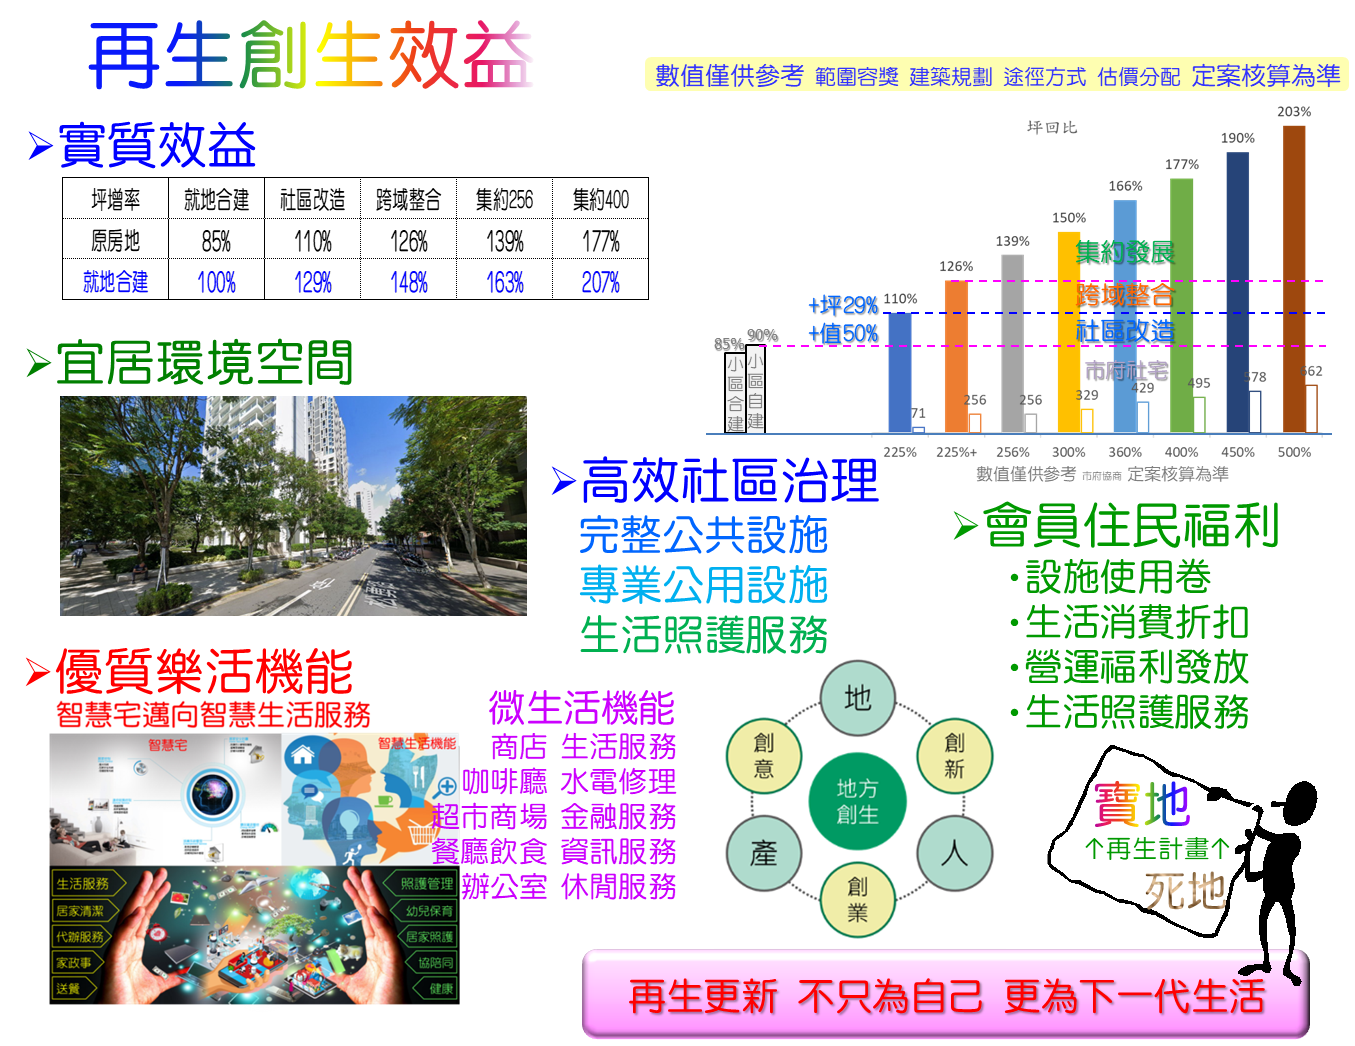 再生創生效益
數值僅供參考 範圍容獎 建築規劃 途徑方式 估價分配 定案核算為準
➢實質效益
坪增率 就地合建 社區改造 跨域整合 集約256 集約400
原房地 85% 110% 126% 139% 177%
就地合建 100% 129% 148% 163% 207%
坪回比
203%
190%
177%
166%
150%
139%
126%
110%
集約發展
跨域整合
社區改造
市府社宅
+坪29%
+值50%
85% 90%
小區合建
小區自建
71 256 256 329 429 495 578 662
225% 225%+ 256% 300% 360% 400% 450% 500%
數值僅供參考 市府協商 定案核算為準
➢宜居環境空間
➢高效社區治理
完整公共設施
專業公用設施
生活照護服務
➢會員住民福利
•設施使用卷
•生活消費折扣
•營運福利發放
•生活照護服務
➢優質樂活機能
智慧宅邁向智慧生活服務
智慧宅
智慧生活機能
生活服務
居家清潔
代辦服務
家政事
送餐
照護管理
幼兒保育
居家照護
協陪同
健康
微生活機能
商店 生活服務
咖啡廳 水電修理
超市商場 金融服務
餐廳飲食 資訊服務
辦公室 休閒服務
地
創新
人
創業
產
創意
地方創生
寶地
↑再生計畫↑
死地
再生更新 不只為自己 更為下一代生活